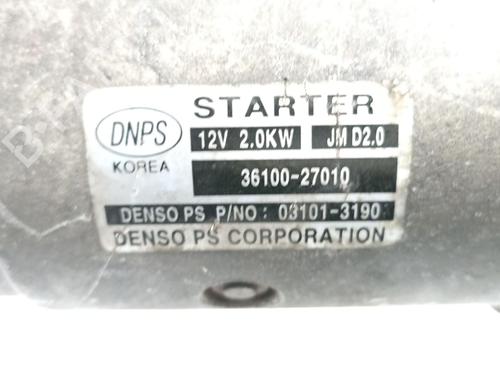 STARTER
DNPS
KOREA
12V 2.0KW JM D2.0
36100-27010
DENSO PS P/NO: 03101-3190
DENSO PS CORPORATION